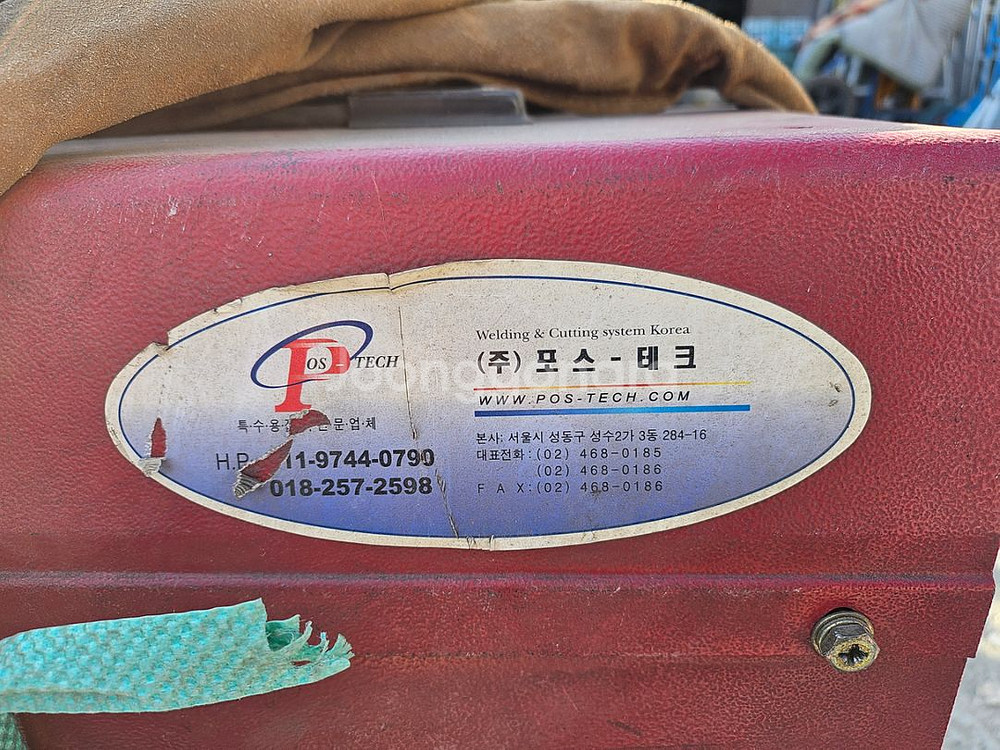 POS-TECH
특·수·용 문·업·체
H.P 11-9744-0790
018-257-2598
Welding & Cutting system Korea
(주) 포스-테크
WWW.POS-TECH.COM
본사: 서울시 성동구 성수2가 3동 284-16
대표전화: (02) 468-0185
(02) 468-0186
FAX: (02) 468-0186